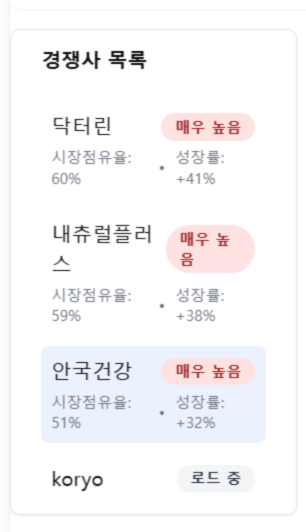 경쟁사 목록
닥터린 매우 높음
시장점유율: • 성장률:
60% +41%
내츄럴플러 매우 높
스 음
시장점유율: • 성장률:
59% +38%
안국건강 매우 높음
시장점유율: • 성장률:
51% +32%
koryo 로드 중